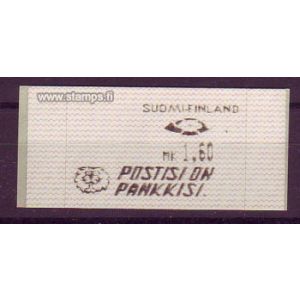 www.stamps.fi
SUOMI-FINLAND
MK 1,60
POSTISI ON
PANKKISI.